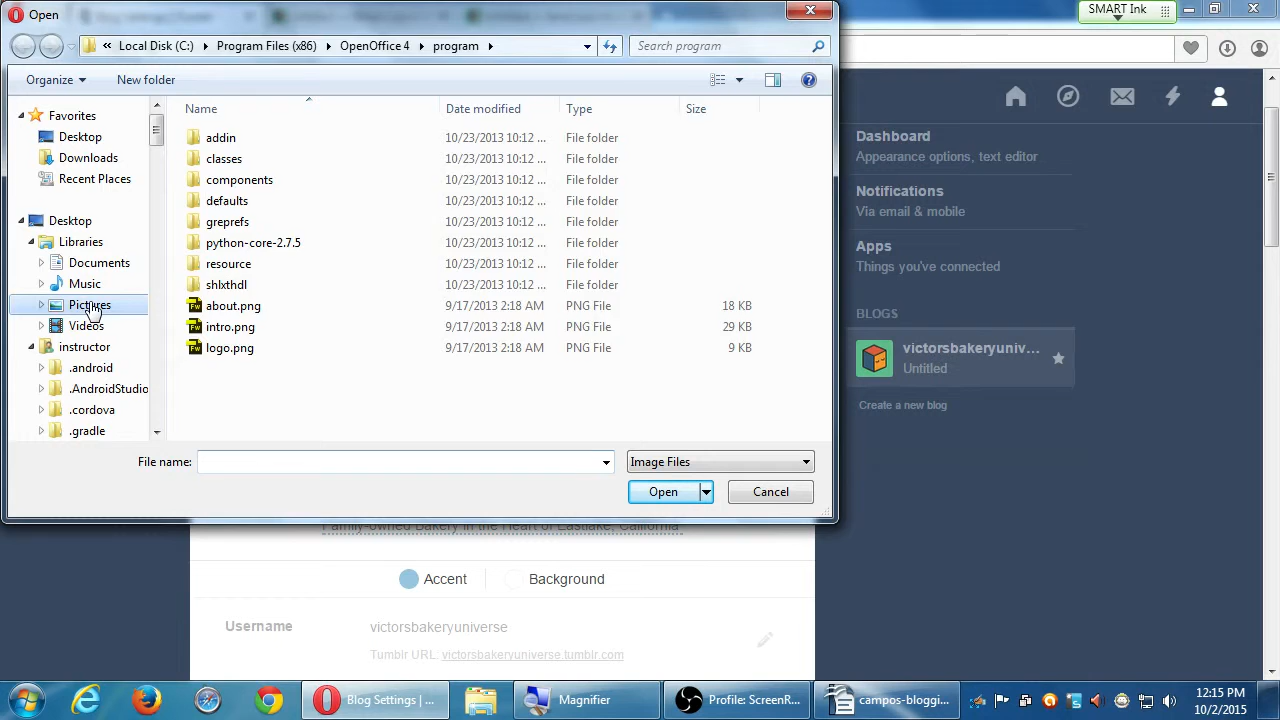 Open
SMART Ink
« Local Disk (C:) ▸ Program Files (x86) ▸ OpenOffice 4 ▸ program ▸
Search program
Organize
New folder
Name
Date modified
Type
Size
Favorites
Desktop
Downloads
Recent Places
Desktop
Libraries
Documents
Music
Pictures
Videos
instructor
.android
.AndroidStudio
.cordova
.gradle
addin 10/23/2013 10:12 ... File folder
classes 10/23/2013 10:12 ... File folder
components 10/23/2013 10:12 ... File folder
defaults 10/23/2013 10:12 ... File folder
greprefs 10/23/2013 10:12 ... File folder
python-core-2.7.5 10/23/2013 10:12 ... File folder
resource 10/23/2013 10:12 ... File folder
shlxthdl 10/23/2013 10:12 ... File folder
about.png 9/17/2013 2:18 AM PNG File 18 KB
intro.png 9/17/2013 2:18 AM PNG File 29 KB
logo.png 9/17/2013 2:18 AM PNG File 9 KB
File name:
Image Files
Open
Cancel
Dashboard
Appearance options, text editor
Notifications
Via email & mobile
Apps
Things you've connected
BLOGS
victorsbakeryuniv...
Untitled
Create a new blog
Family-owned Bakery in the Heart of Eastlake, California
Accent
Background
Username
victorsbakeryuniverse
Tumblr URL: victorsbakeryuniverse.tumblr.com
Blog Settings | ...
Magnifier
Profile: ScreenR...
campos-bloggi...
12:15 PM
10/2/2015